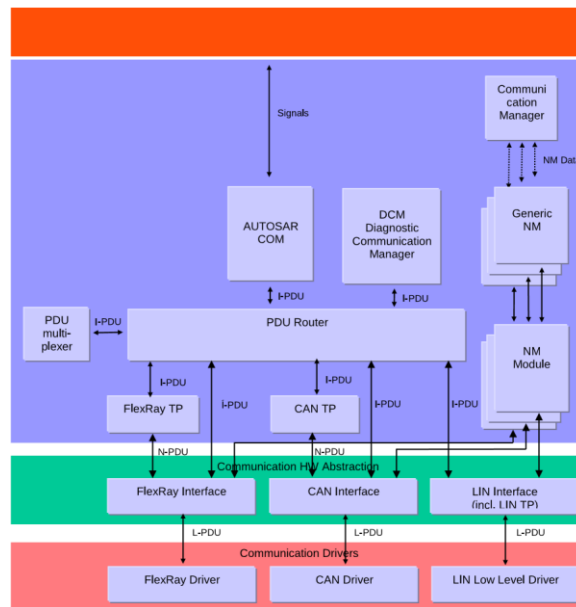 Communi
cation
Manager
Signals
NM Data
AUTOSAR
COM
DCM
Diagnostic
Communication
Manager
Generic
NM
I-PDU
I-PDU
PDU
multi-
plexer
I-PDU
PDU Router
NM
Module
I-PDU
i-PDU
I-PDU
I-PDU
I-PDU
FlexRay TP
CAN TP
N-PDU
N-PDU
Communication HW Abstraction
FlexRay Interface
CAN Interface
LIN Interface
(incl. LIN TP)
L-PDU
L-PDU
L-PDU
Communication Drivers
FlexRay Driver
CAN Driver
LIN Low Level Driver